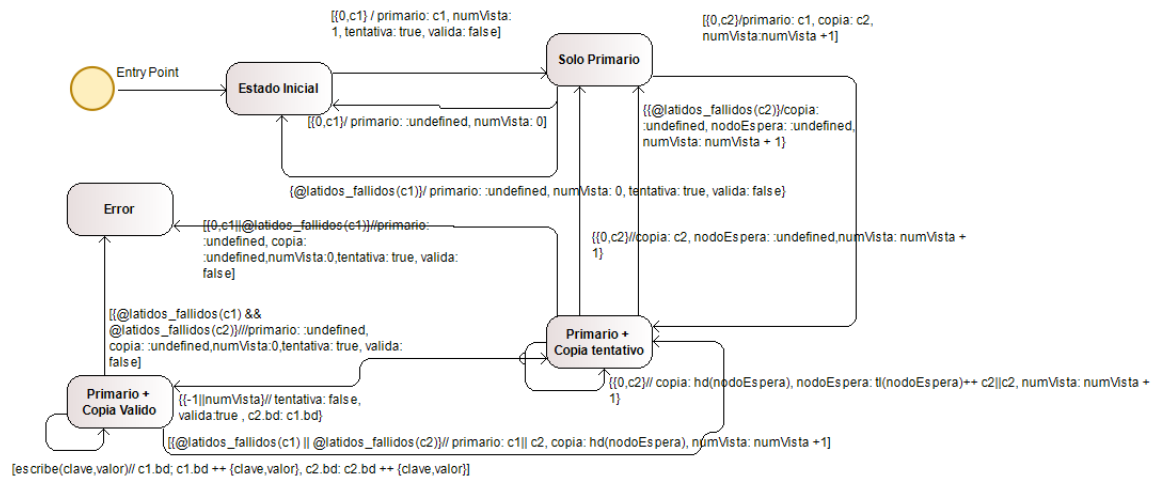 [{0,c1} / primario: c1, numVista:
1, tentativa: true, valida: false]
[{0,c2}/primario: c1, copia: c2,
numVista:numVista +1]
Entry Point
Solo Primario
Estado Inicial
[{0,c1}/ primario: :undefined, numVista: 0]
{{@latidos_fallidos(c2)}/copia:
:undefined, nodoEspera: :undefined,
numVista: numVista + 1}
{@latidos_fallidos(c1)}/ primario: :undefined, numVista: 0, tentativa: true, valida: false}
Error
[{0,c1||@latidos_fallidos(c1)}//primario:
:undefined, copia:
:undefined,numVista:0,tentativa: true, valida:
false]
{{0,c2}//copia: c2, nodoEspera: :undefined,numVista: numVista +
1}
[{@latidos_fallidos(c1) &&
@latidos_fallidos(c2)}///primario: :undefined,
copia: :undefined,numVista:0,tentativa: true, valida:
false]
Primario +
Copia tentativo
{{0,c2}// copia: hd(nodoEspera), nodoEspera: tl(nodoEspera)++ c2||c2, numVista: numVista +
1}
Primario +
Copia Valido
{{-1||numVista}// tentativa: false,
valida:true , c2.bd: c1.bd}
[{@latidos_fallidos(c1) || @latidos_fallidos(c2)}// primario: c1|| c2, copia: hd(nodoEspera), numVista: numVista +1]
[escribe(clave,valor)// c1.bd; c1.bd ++ {clave,valor}, c2.bd: c2.bd ++ {clave,valor}]